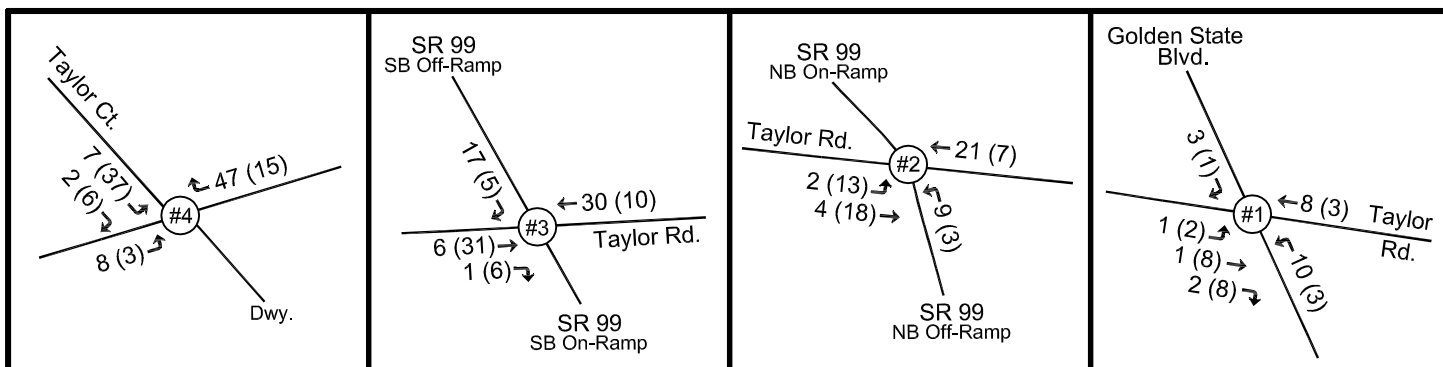 Taylor Ct.
7 (37)
2 (6)
47 (15)
#4
8 (3)
Dwy.
SR 99
SB Off-Ramp
17 (5)
30 (10)
#3
Taylor Rd.
6 (31)
1 (6)
SR 99
SB On-Ramp
SR 99
NB On-Ramp
Taylor Rd.
#2
21 (7)
2 (13)
4 (18)
9 (3)
SR 99
NB Off-Ramp
Golden State
Blvd.
3 (1)
#1
8 (3)
Taylor
Rd.
1 (2)
1 (8)
2 (8)
10 (3)